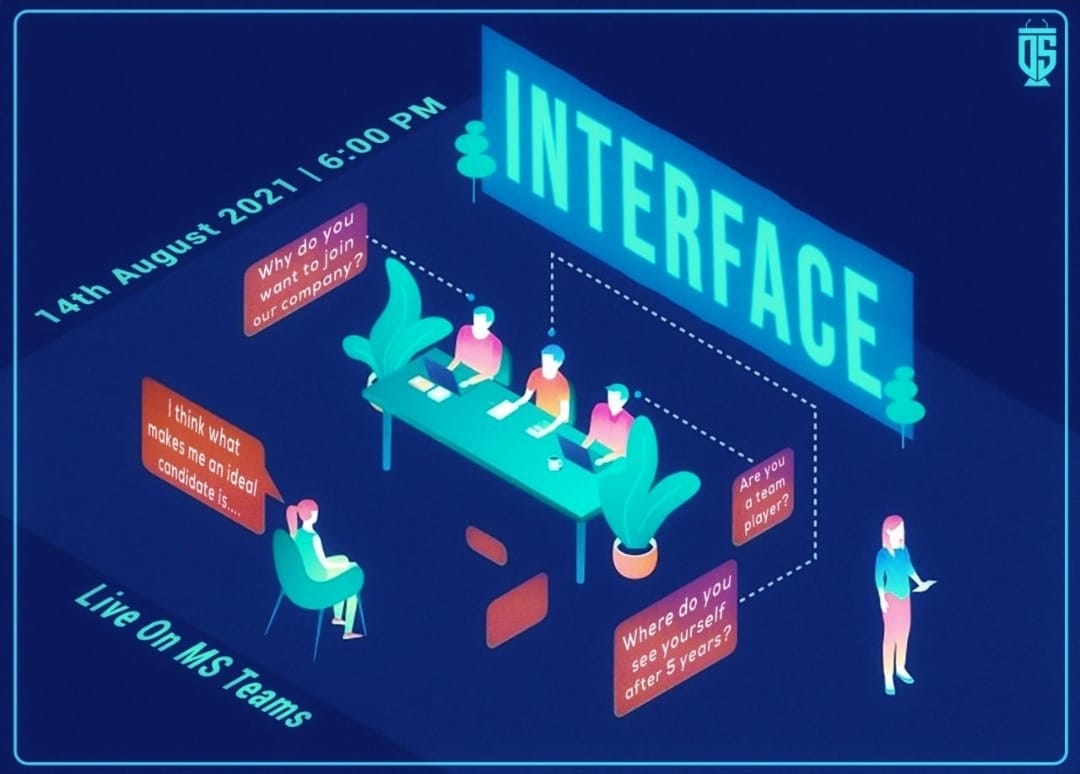 DS
INTERFACE
14th August 2021 | 6:00 PM
Why do you
want to join
our company?
I think what
makes me an ideal
candidate is....
Are you
a team
player?
Where do you
see yourself
after 5 years?
Live On MS Teams